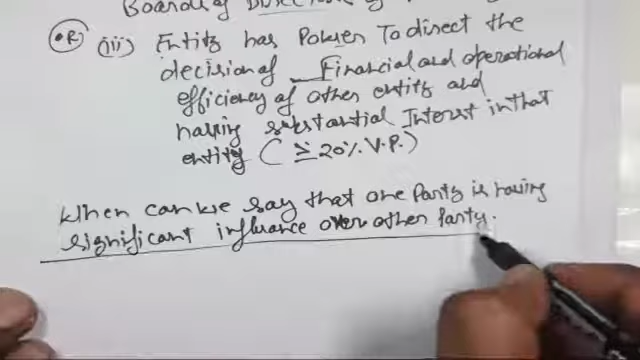 Board of Direc
OR (iii) Entity has Power To direct the
decision of Financial and operational
efficiency of other entity and
having substantial Interest in that
entity ( ≥ 20% V.P.)
When can we say that one Party is having
significant influence over other Party.